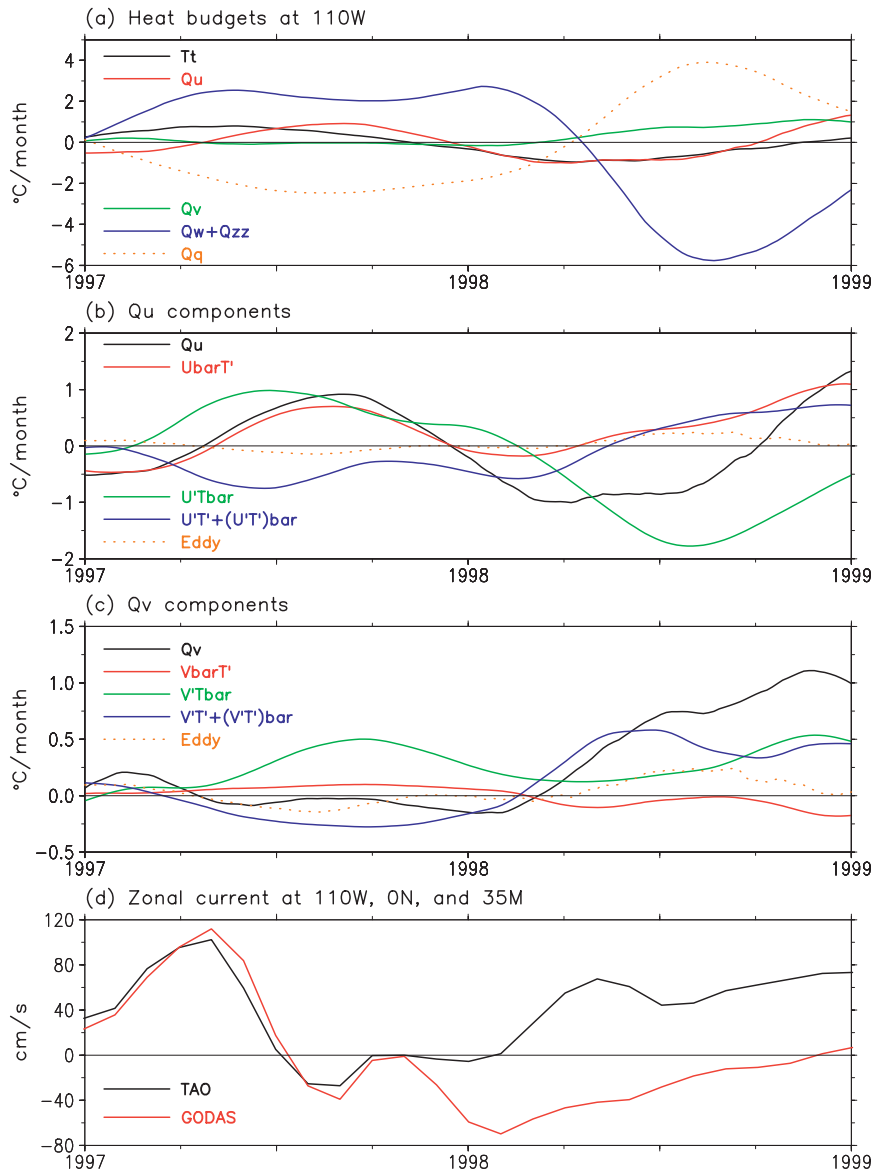 (a) Heat budgets at 110W
Tt
Qu
Qv
Qw+Qzz
Qq
°C/month
4
2
0
-2
-4
-6
1997
1998
1999
(b) Qu components
Qu
UbarT'
U'Tbar
U'T'+(U'T')bar
Eddy
°C/month
2
1
0
-1
-2
1997
1998
1999
(c) Qv components
Qv
VbarT'
V'Tbar
V'T'+(V'T')bar
Eddy
°C/month
1.5
1.0
0.5
0.0
-0.5
1997
1998
1999
(d) Zonal current at 110W, 0N, and 35M
TAO
GODAS
cm/s
120
80
40
0
-40
-80
1997
1998
1999